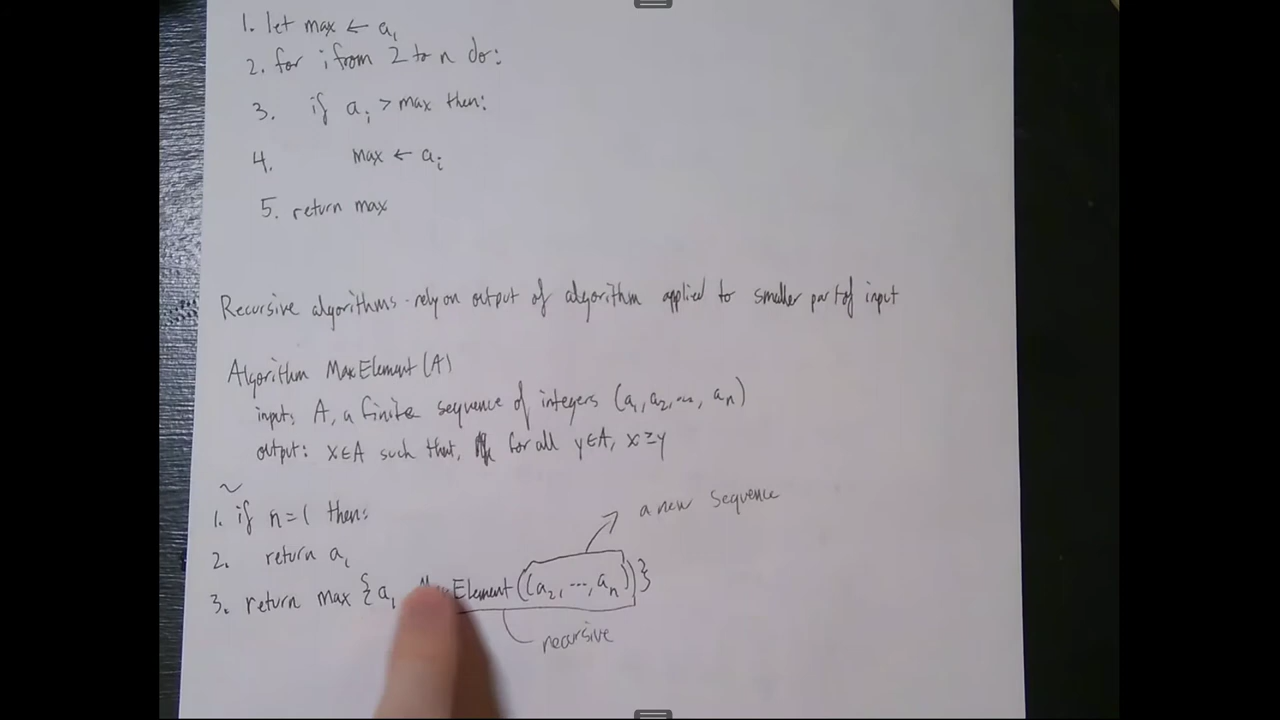 1. let max ← a₁
2. for i from 2 to n do:
3. if aᵢ > max then:
4. max ← aᵢ
5. return max
Recursive algorithms - rely on output of algorithm applied to smaller part of input
Algorithm MaxElement(A)
input: A, a finite sequence of integers (a₁, a₂, ..., aₙ)
output: x∈A such that, for all y∈A, x≥y
~
1. if n=1 then:
2. return a₁
3. return max {a₁ Element((a₂, ..., aₙ))}
a new sequence
recursive